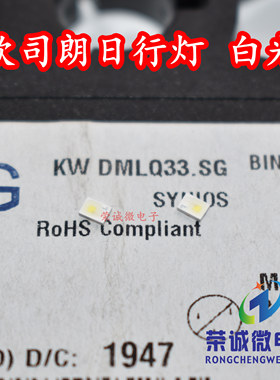 欧司朗日行灯 白光
G
KW DMLQ33.SG
BIN
SYNIOS
荣诚微电子
RoHS Compliant
M
D/C: 1947
荣诚微电
RONGCHENGWE